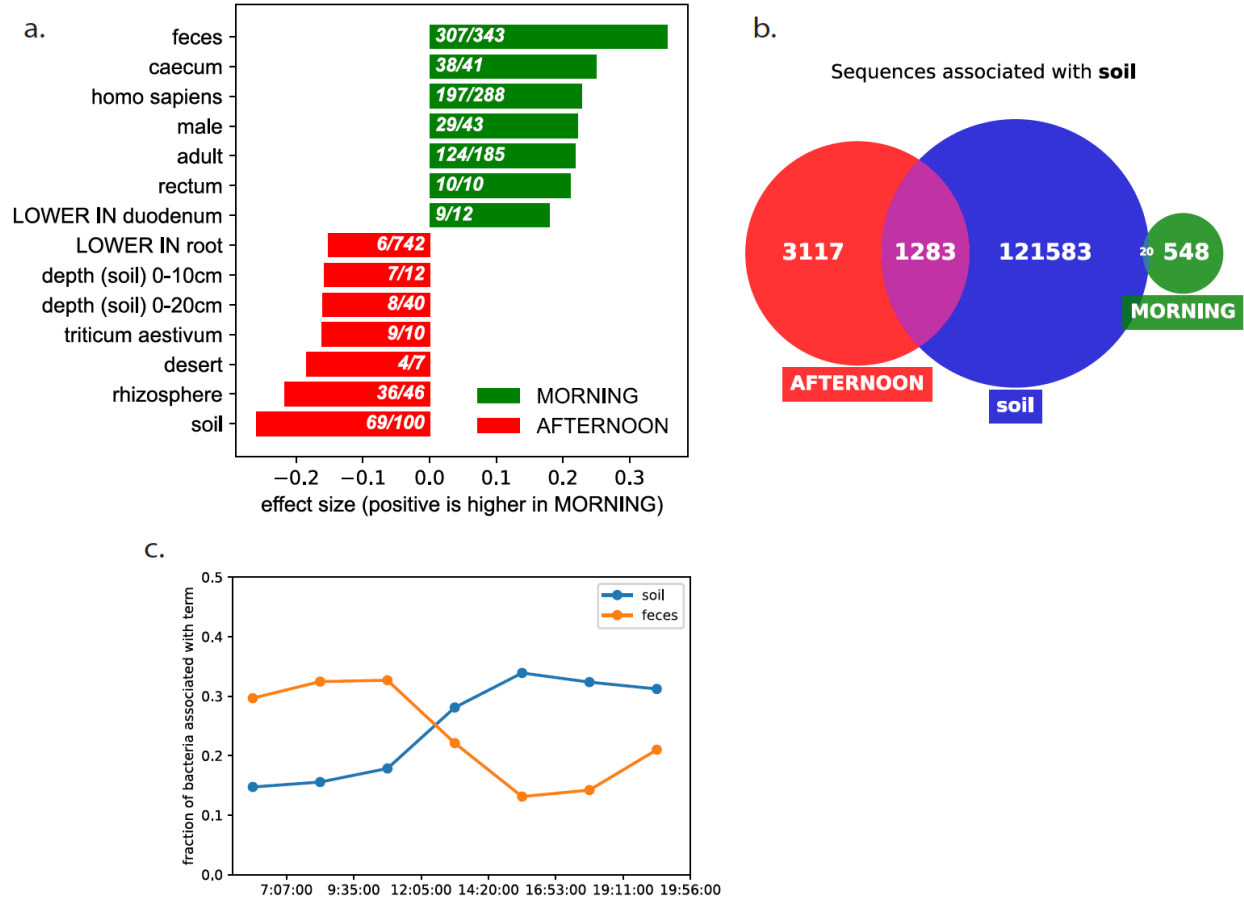 a.
feces 307/343
caecum 38/41
homo sapiens 197/288
male 29/43
adult 124/185
rectum 10/10
LOWER IN duodenum 9/12
LOWER IN root 6/742
depth (soil) 0-10cm 7/12
depth (soil) 0-20cm 8/40
triticum aestivum 9/10
desert 4/7
rhizosphere 36/46
soil 69/100
MORNING
AFTERNOON
−0.2 −0.1 0.0 0.1 0.2 0.3
effect size (positive is higher in MORNING)
b.
Sequences associated with soil
3117 1283 121583 20 548
MORNING
AFTERNOON
soil
c.
fraction of bacteria associated with term
0.5
0.4
0.3
0.2
0.1
0.0
soil
feces
7:07:00 9:35:00 12:05:00 14:20:00 16:53:00 19:11:00 19:56:00